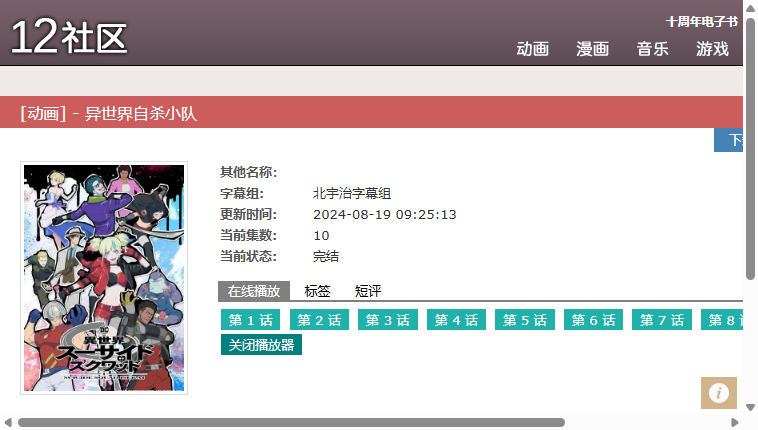 12社区
十周年电子书
动画 漫画 音乐 游戏
[动画] - 异世界自杀小队
其他名称:
字幕组: 北宇治字幕组
更新时间: 2024-08-19 09:25:13
当前集数: 10
当前状态: 完结
在线播放 标签 短评
第 1 话 第 2 话 第 3 话 第 4 话 第 5 话 第 6 话 第 7 话 第 8
关闭播放器
異世界
スーサイド
スクワッド